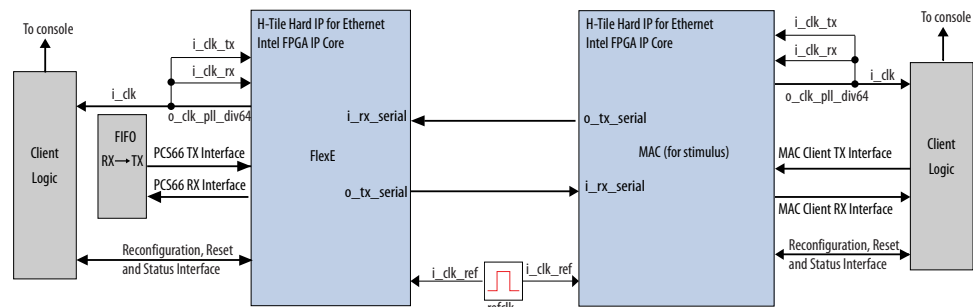 To console
H-Tile Hard IP for Ethernet
Intel FPGA IP Core
i_clk_tx
i_clk_rx
i_clk
o_clk_pll_div64
Client
Logic
FIFO
RX→TX
PCS66 TX Interface
PCS66 RX Interface
i_rx_serial
FlexE
o_tx_serial
Reconfiguration, Reset
and Status Interface
i_clk_ref
i_clk_ref
refclk
H-Tile Hard IP for Ethernet
Intel FPGA IP Core
o_tx_serial
MAC (for stimulus)
i_rx_serial
To console
i_clk_tx
i_clk_rx
i_clk
o_clk_pll_div64
MAC Client TX Interface
MAC Client RX Interface
Client
Logic
Reconfiguration, Reset
and Status Interface